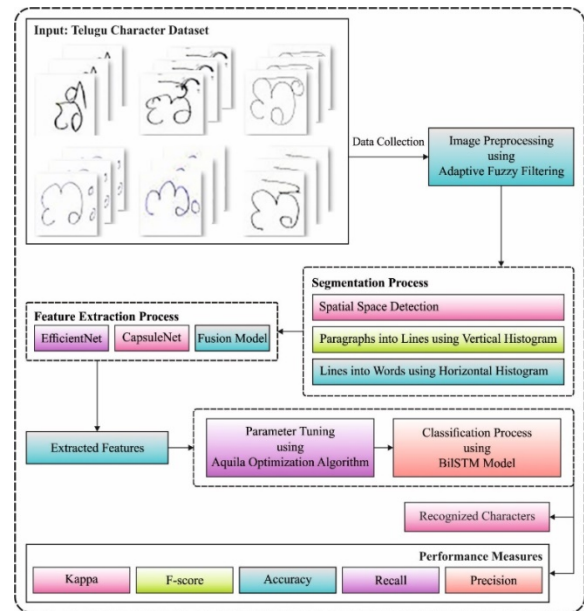 Input: Telugu Character Dataset
Data Collection
Image Preprocessing
using
Adaptive Fuzzy Filtering
Segmentation Process
Spatial Space Detection
Paragraphs into Lines using Vertical Histogram
Lines into Words using Horizontal Histogram
Feature Extraction Process
EfficientNet
CapsuleNet
Fusion Model
Extracted Features
Parameter Tuning
using
Aquila Optimization Algorithm
Classification Process
using
BilSTM Model
Recognized Characters
Performance Measures
Kappa
F-score
Accuracy
Recall
Precision